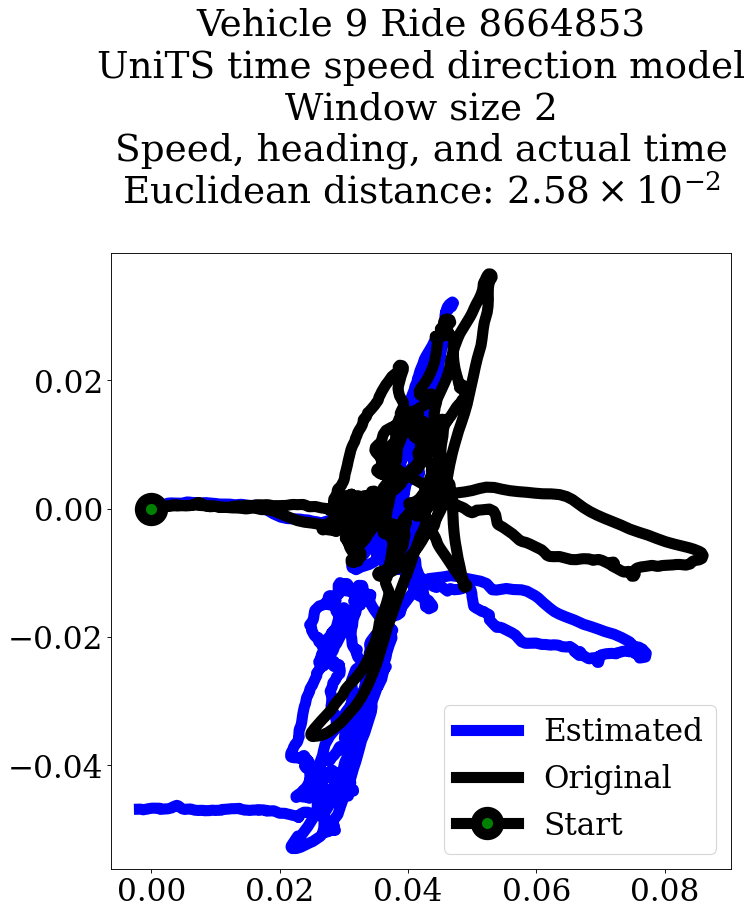 Vehicle 9 Ride 8664853
UniTS time speed direction model
Window size 2
Speed, heading, and actual time
Euclidean distance: 2.58 × 10⁻²
0.02
0.00
−0.02
−0.04
0.00 0.02 0.04 0.06 0.08
Estimated
Original
Start